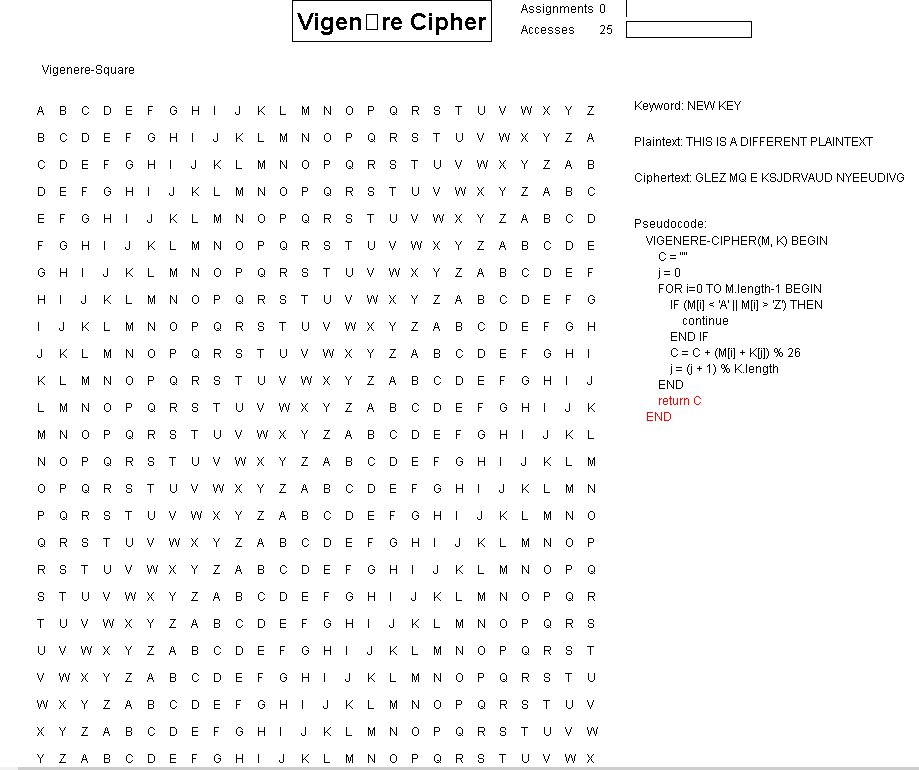 Vigen□re Cipher
Assignments 0
Accesses 25
Vigenere-Square
A B C D E F G H I J K L M N O P Q R S T U V W X Y Z
B C D E F G H I J K L M N O P Q R S T U V W X Y Z A
C D E F G H I J K L M N O P Q R S T U V W X Y Z A B
D E F G H I J K L M N O P Q R S T U V W X Y Z A B C
E F G H I J K L M N O P Q R S T U V W X Y Z A B C D
F G H I J K L M N O P Q R S T U V W X Y Z A B C D E
G H I J K L M N O P Q R S T U V W X Y Z A B C D E F
H I J K L M N O P Q R S T U V W X Y Z A B C D E F G
I J K L M N O P Q R S T U V W X Y Z A B C D E F G H
J K L M N O P Q R S T U V W X Y Z A B C D E F G H I
K L M N O P Q R S T U V W X Y Z A B C D E F G H I J
L M N O P Q R S T U V W X Y Z A B C D E F G H I J K
M N O P Q R S T U V W X Y Z A B C D E F G H I J K L
N O P Q R S T U V W X Y Z A B C D E F G H I J K L M
O P Q R S T U V W X Y Z A B C D E F G H I J K L M N
P Q R S T U V W X Y Z A B C D E F G H I J K L M N O
Q R S T U V W X Y Z A B C D E F G H I J K L M N O P
R S T U V W X Y Z A B C D E F G H I J K L M N O P Q
S T U V W X Y Z A B C D E F G H I J K L M N O P Q R
T U V W X Y Z A B C D E F G H I J K L M N O P Q R S
U V W X Y Z A B C D E F G H I J K L M N O P Q R S T
V W X Y Z A B C D E F G H I J K L M N O P Q R S T U
W X Y Z A B C D E F G H I J K L M N O P Q R S T U V
X Y Z A B C D E F G H I J K L M N O P Q R S T U V W
Y Z A B C D E F G H I J K L M N O P Q R S T U V W X
Keyword: NEW KEY
Plaintext: THIS IS A DIFFERENT PLAINTEXT
Ciphertext: GLEZ MQ E KSJDRVAUD NYEEUDIVG
Pseudocode:
VIGENERE-CIPHER(M, K) BEGIN
C = ""
j = 0
FOR i=0 TO M.length-1 BEGIN
IF (M[i] < 'A' || M[i] > 'Z') THEN
continue
END IF
C = C + (M[i] + K[j]) % 26
j = (j + 1) % K.length
END
return C
END